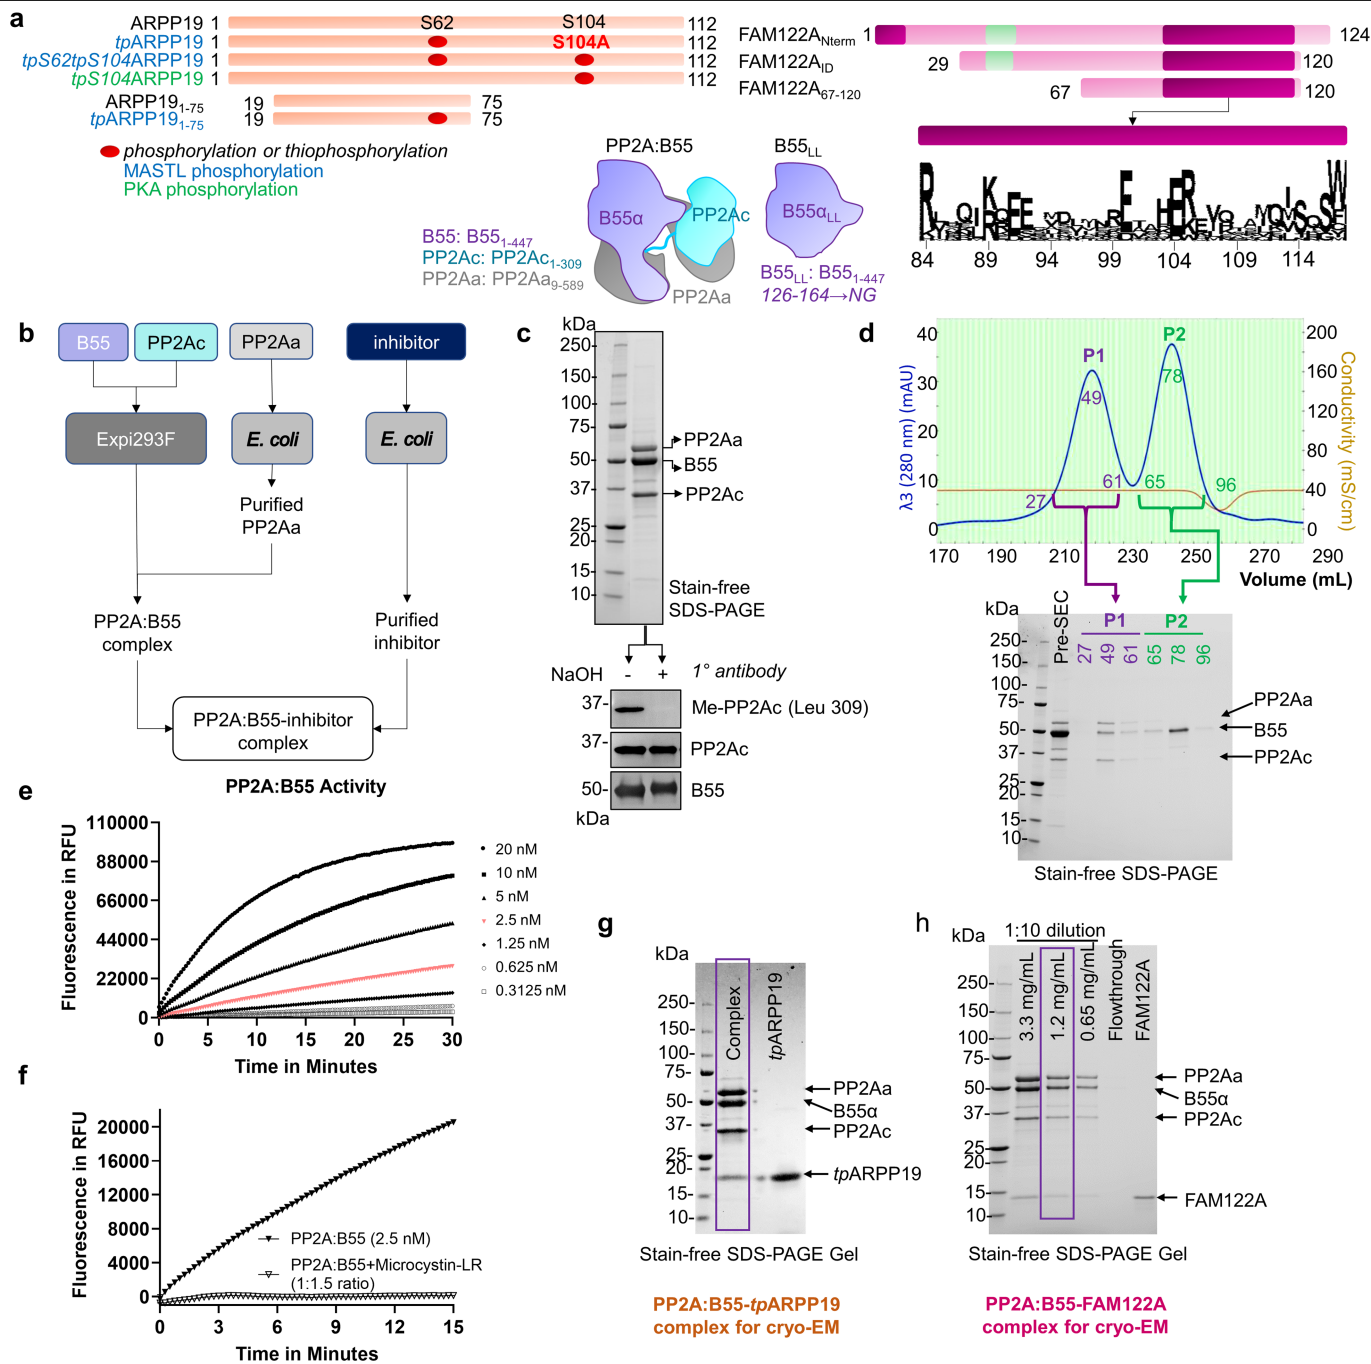 a
ARPP19 1 S62 S104 112
tpARPP19 1 S104A 112
tpS62tpS104ARPP19 1 112
tpS104ARPP19 1 112
ARPP19₁₋₇₅ 19 75
tpARPP19₁₋₇₅ 19 75
phosphorylation or thiophosphorylation
MASTL phosphorylation
PKA phosphorylation
FAM122A_Nterm 1 124
FAM122A_ID 29 120
FAM122A₆₇₋₁₂₀ 67 120
84 89 94 99 104 109 114
PP2A:B55
B55α
PP2Ac
PP2Aa
B55: B55₁₋₄₄₇
PP2Ac: PP2Ac₁₋₃₀₉
PP2Aa: PP2Aa₉₋₅₈₉
B55_LL
B55α_LL
B55_LL: B55₁₋₄₄₇
126-164→NG
b
B55 PP2Ac PP2Aa inhibitor
Expi293F E. coli E. coli
Purified
PP2Aa
PP2A:B55
complex
Purified
inhibitor
PP2A:B55-inhibitor
complex
c
kDa
250-
150-
100-
75-
50-
37-
25-
20-
15-
10-
PP2Aa
B55
PP2Ac
Stain-free
SDS-PAGE
NaOH - + 1° antibody
37- Me-PP2Ac (Leu 309)
37- PP2Ac
50- B55
kDa
d
λ3 (280 nm) (mAU)
40
30
20
10
0
P1
49
27
61
P2
78
65
96
200
160
120
80
40
0
Conductivity (mS/cm)
170 190 210 230 250 270 290
Volume (mL)
kDa
Pre-SEC
P1 P2
27 49 61 65 78 96
250-
150-
100-
75-
50-
37-
25-
20-
15-
10-
PP2Aa
B55
PP2Ac
Stain-free SDS-PAGE
e
PP2A:B55 Activity
Fluorescence in RFU
110000
88000
66000
44000
22000
0
0 5 10 15 20 25 30
Time in Minutes
20 nM
10 nM
5 nM
2.5 nM
1.25 nM
0.625 nM
0.3125 nM
f
Fluorescence in RFU
20000
16000
12000
8000
4000
0
0 3 6 9 12 15
Time in Minutes
PP2A:B55 (2.5 nM)
PP2A:B55+Microcystin-LR
(1:1.5 ratio)
g
kDa
Complex
tpARPP19
250-
150-
100-
75-
50-
37-
25-
20-
15-
10-
PP2Aa
B55α
PP2Ac
tpARPP19
Stain-free SDS-PAGE Gel
PP2A:B55-tpARPP19
complex for cryo-EM
h
1:10 dilution
kDa
3.3 mg/mL
1.2 mg/mL
0.65 mg/mL
Flowthrough
FAM122A
250-
150-
100-
75-
50-
37-
25-
20-
15-
10-
PP2Aa
B55α
PP2Ac
FAM122A
Stain-free SDS-PAGE Gel
PP2A:B55-FAM122A
complex for cryo-EM